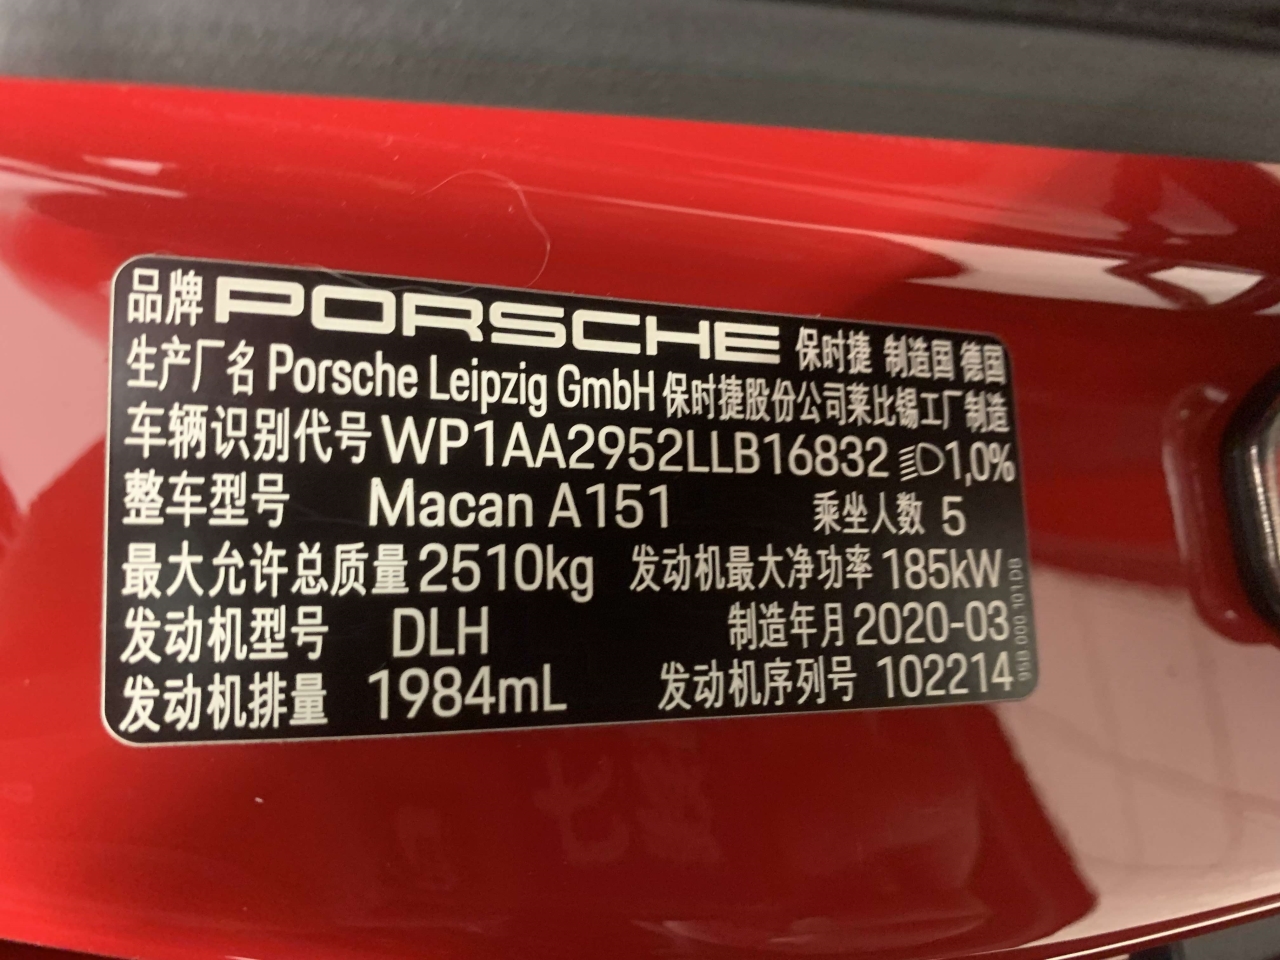 品牌 PORSCHE 保时捷 制造国 德国
生产厂名 Porsche Leipzig GmbH 保时捷股份公司莱比锡工厂制造
车辆识别代号 WP1AA2952LLB16832 1,0%
整车型号 Macan A151 乘坐人数 5
最大允许总质量 2510kg 发动机最大净功率 185kW
发动机型号 DLH 制造年月 2020-03
发动机排量 1984mL 发动机序列号 102214
95B 000 101 DB